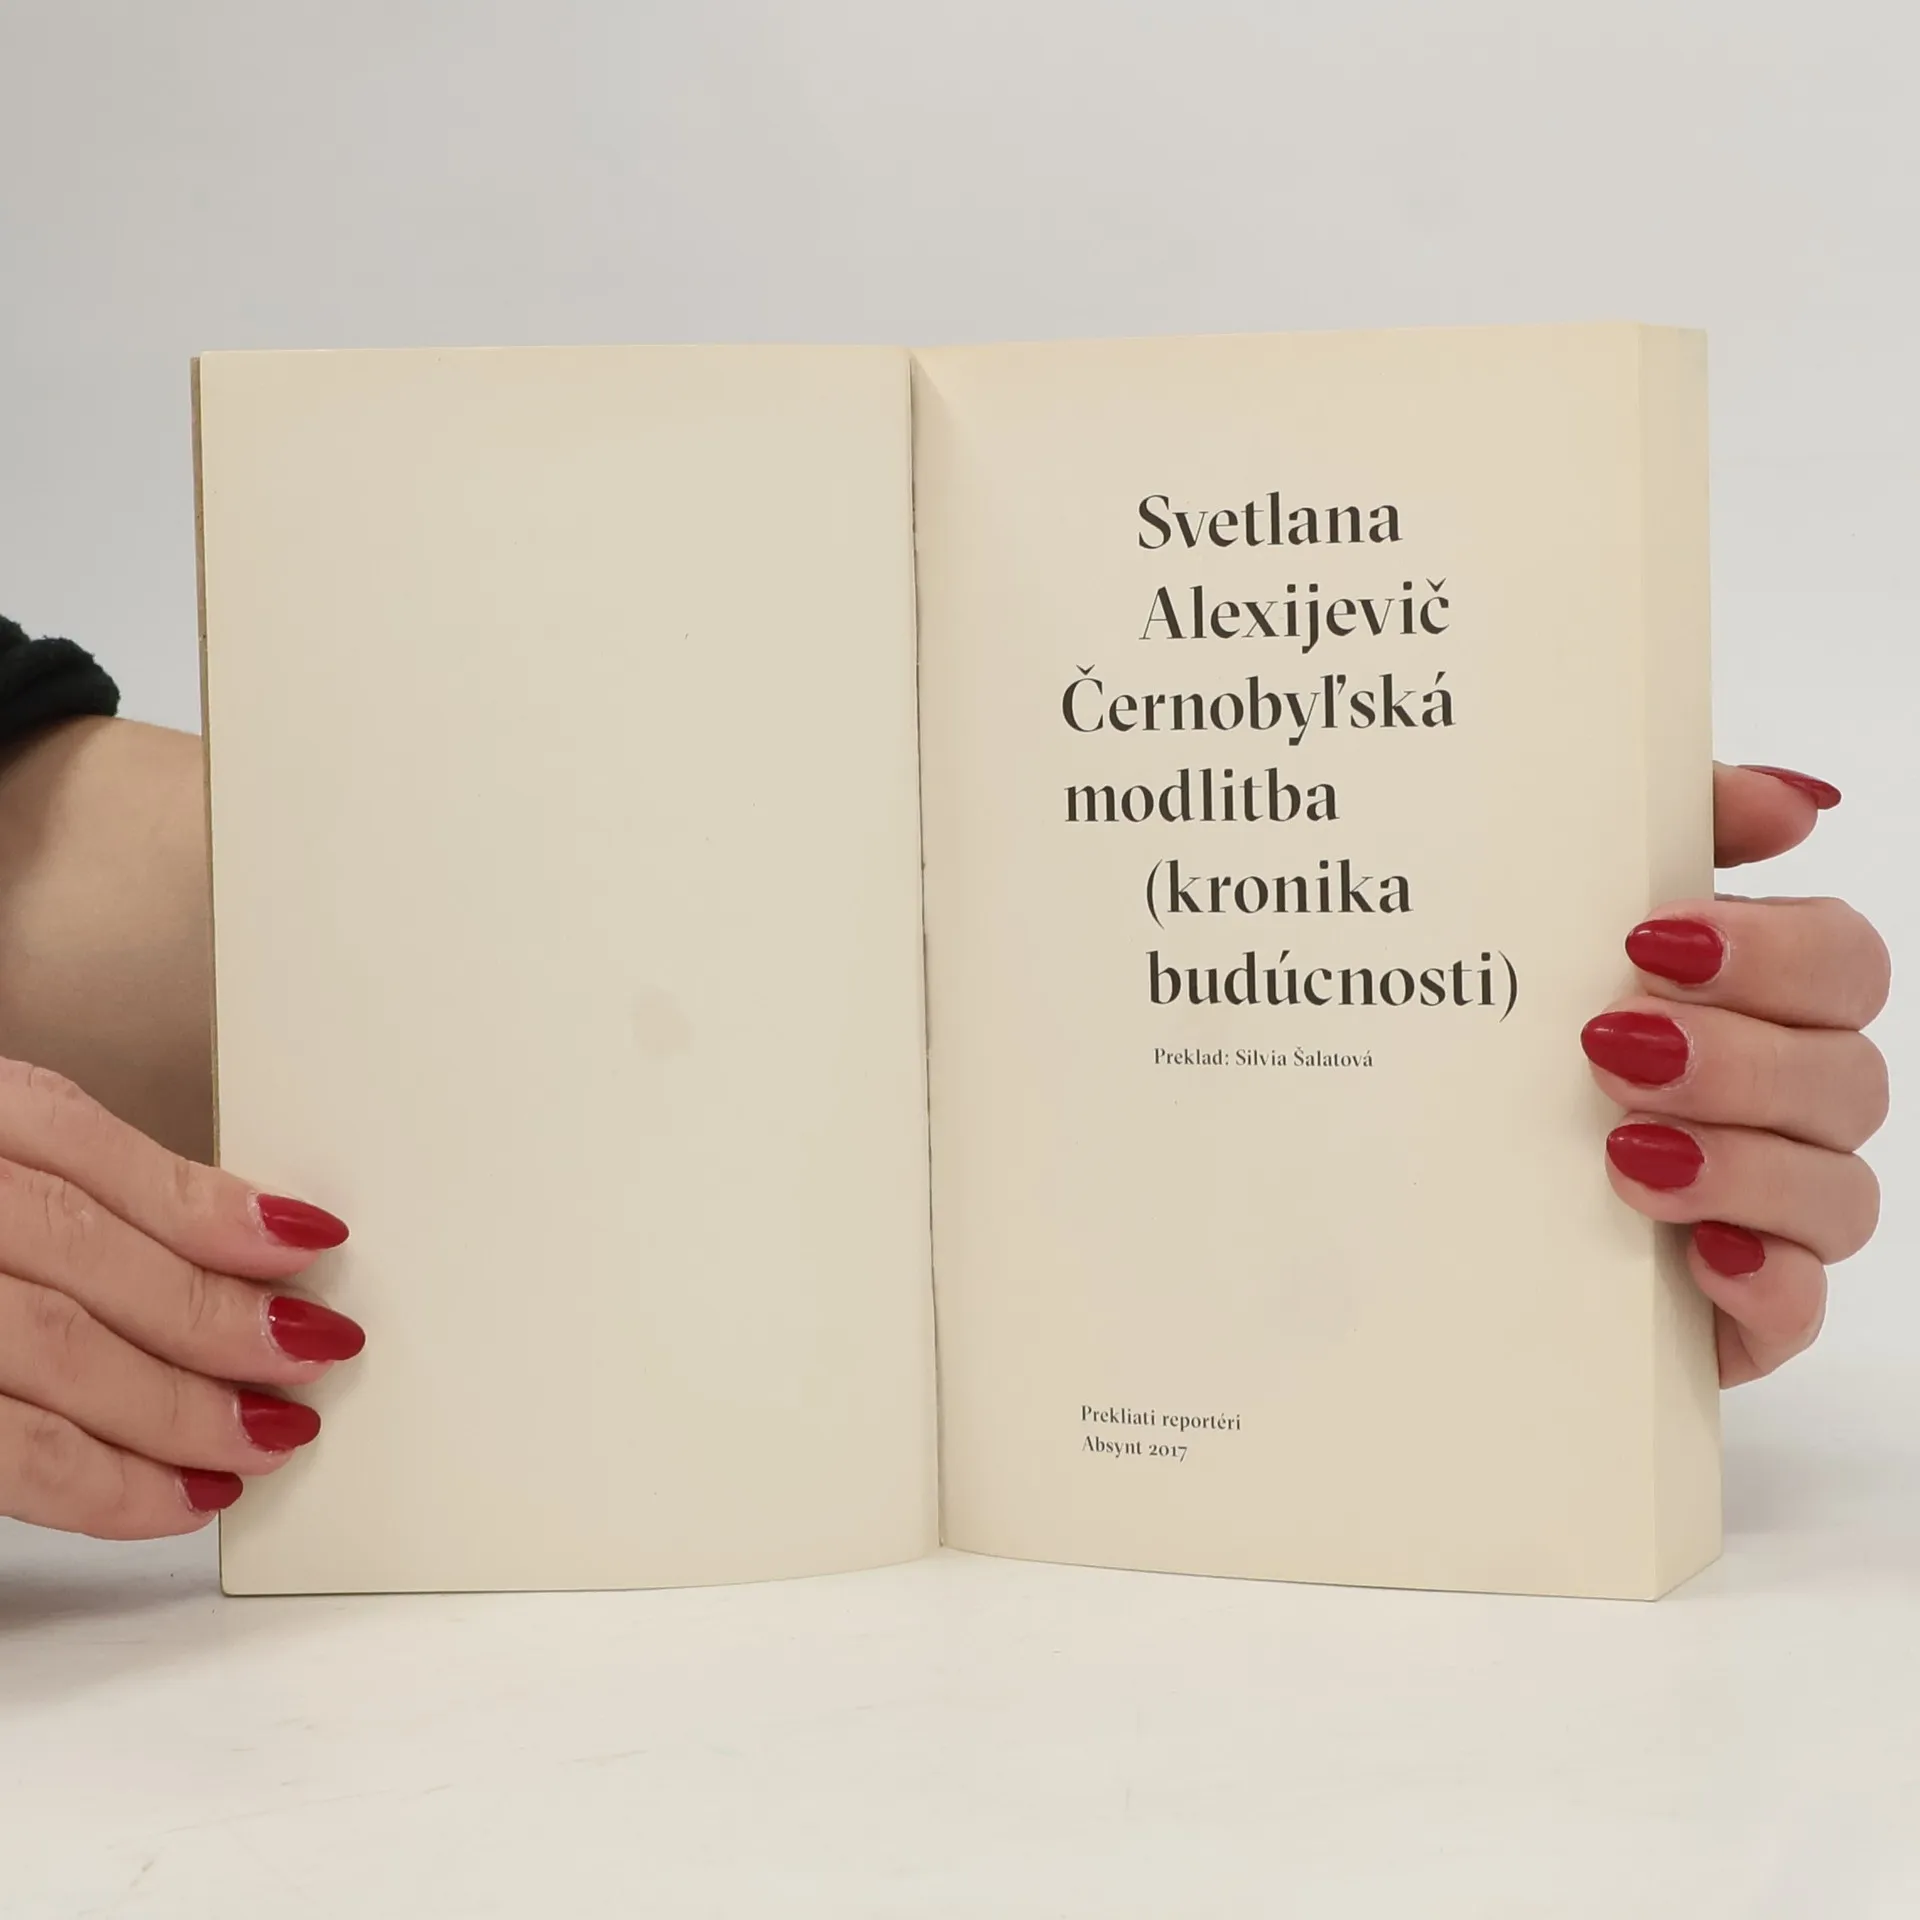 Svetlana
Alexijevič
Černobyľská
modlitba
(kronika
budúcnosti)
Preklad: Silvia Šalatová
Prekliati reportéri
Absynt 2017